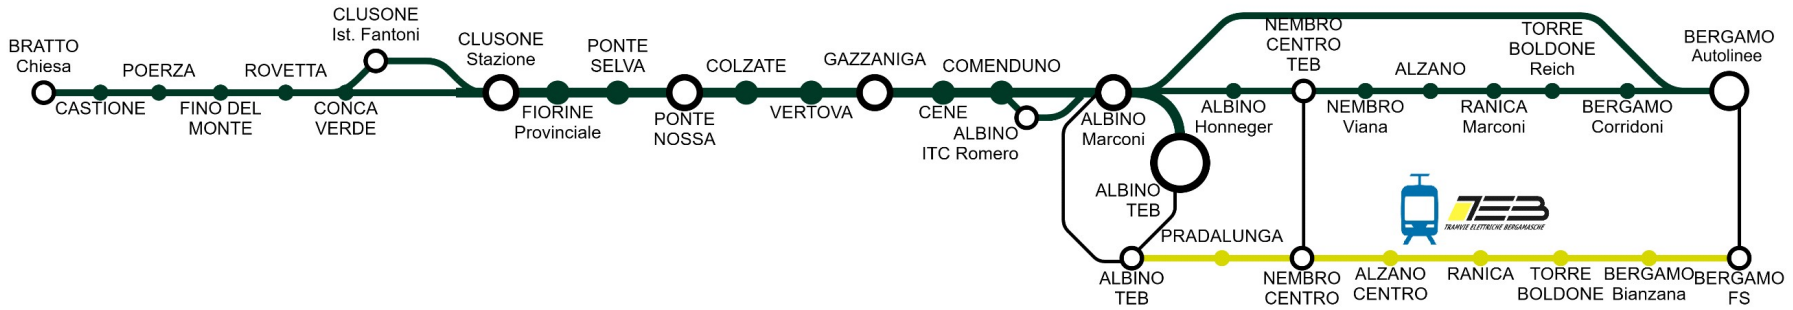 BRATTO
Chiesa
CASTIONE
POERZA
FINO DEL
MONTE
ROVETTA
CONCA
VERDE
CLUSONE
Ist. Fantoni
CLUSONE
Stazione
FIORINE
Provinciale
PONTE
SELVA
PONTE
NOSSA
COLZATE
VERTOVA
GAZZANIGA
CENE
COMENDUNO
ALBINO
ITC Romero
ALBINO
Marconi
ALBINO
TEB
ALBINO
Honneger
NEMBRO
CENTRO
TEB
NEMBRO
Viana
ALZANO
RANICA
Marconi
TORRE
BOLDONE
Reich
BERGAMO
Corridoni
BERGAMO
Autolinee
TEB
TRAMVIE ELETTRICHE BERGAMASCHE
ALBINO
TEB
PRADALUNGA
NEMBRO
CENTRO
ALZANO
CENTRO
RANICA
TORRE
BOLDONE
BERGAMO
Bianzana
BERGAMO
FS